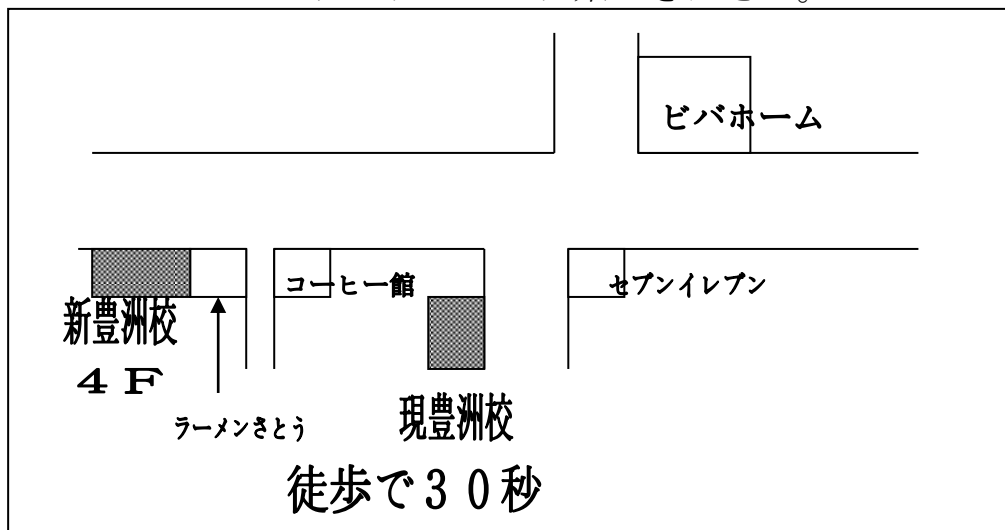 ビバホーム
コーヒー館
セブンイレブン
新豊洲校
４Ｆ
現豊洲校
ラーメンさとう
徒歩で３０秒